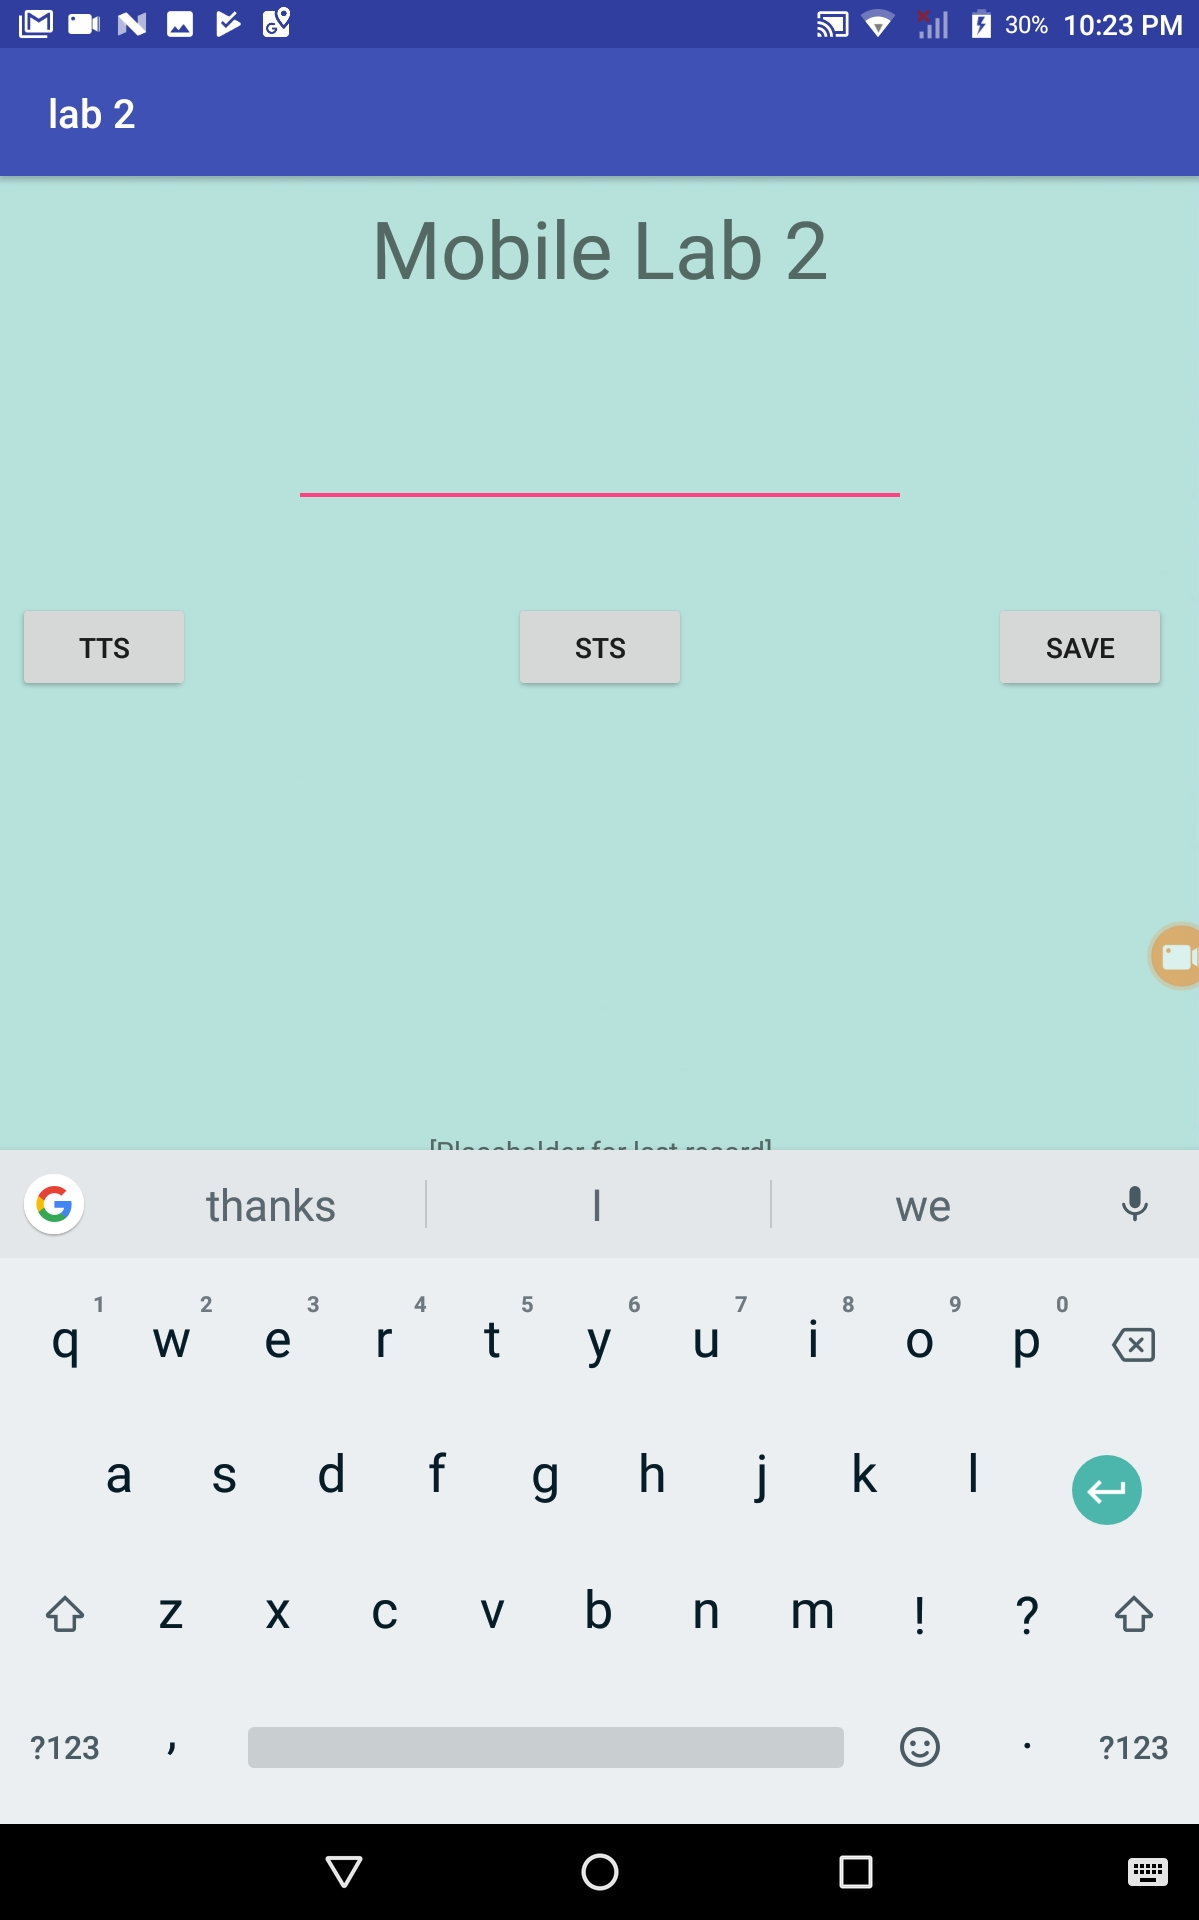 30% 10:23 PM
lab 2
Mobile Lab 2
TTS STS SAVE
[Placeholder for last record]
thanks I we
1 2 3 4 5 6 7 8 9 0
q w e r t y u i o p
a s d f g h j k l
z x c v b n m ! ?
?123 , . ?123